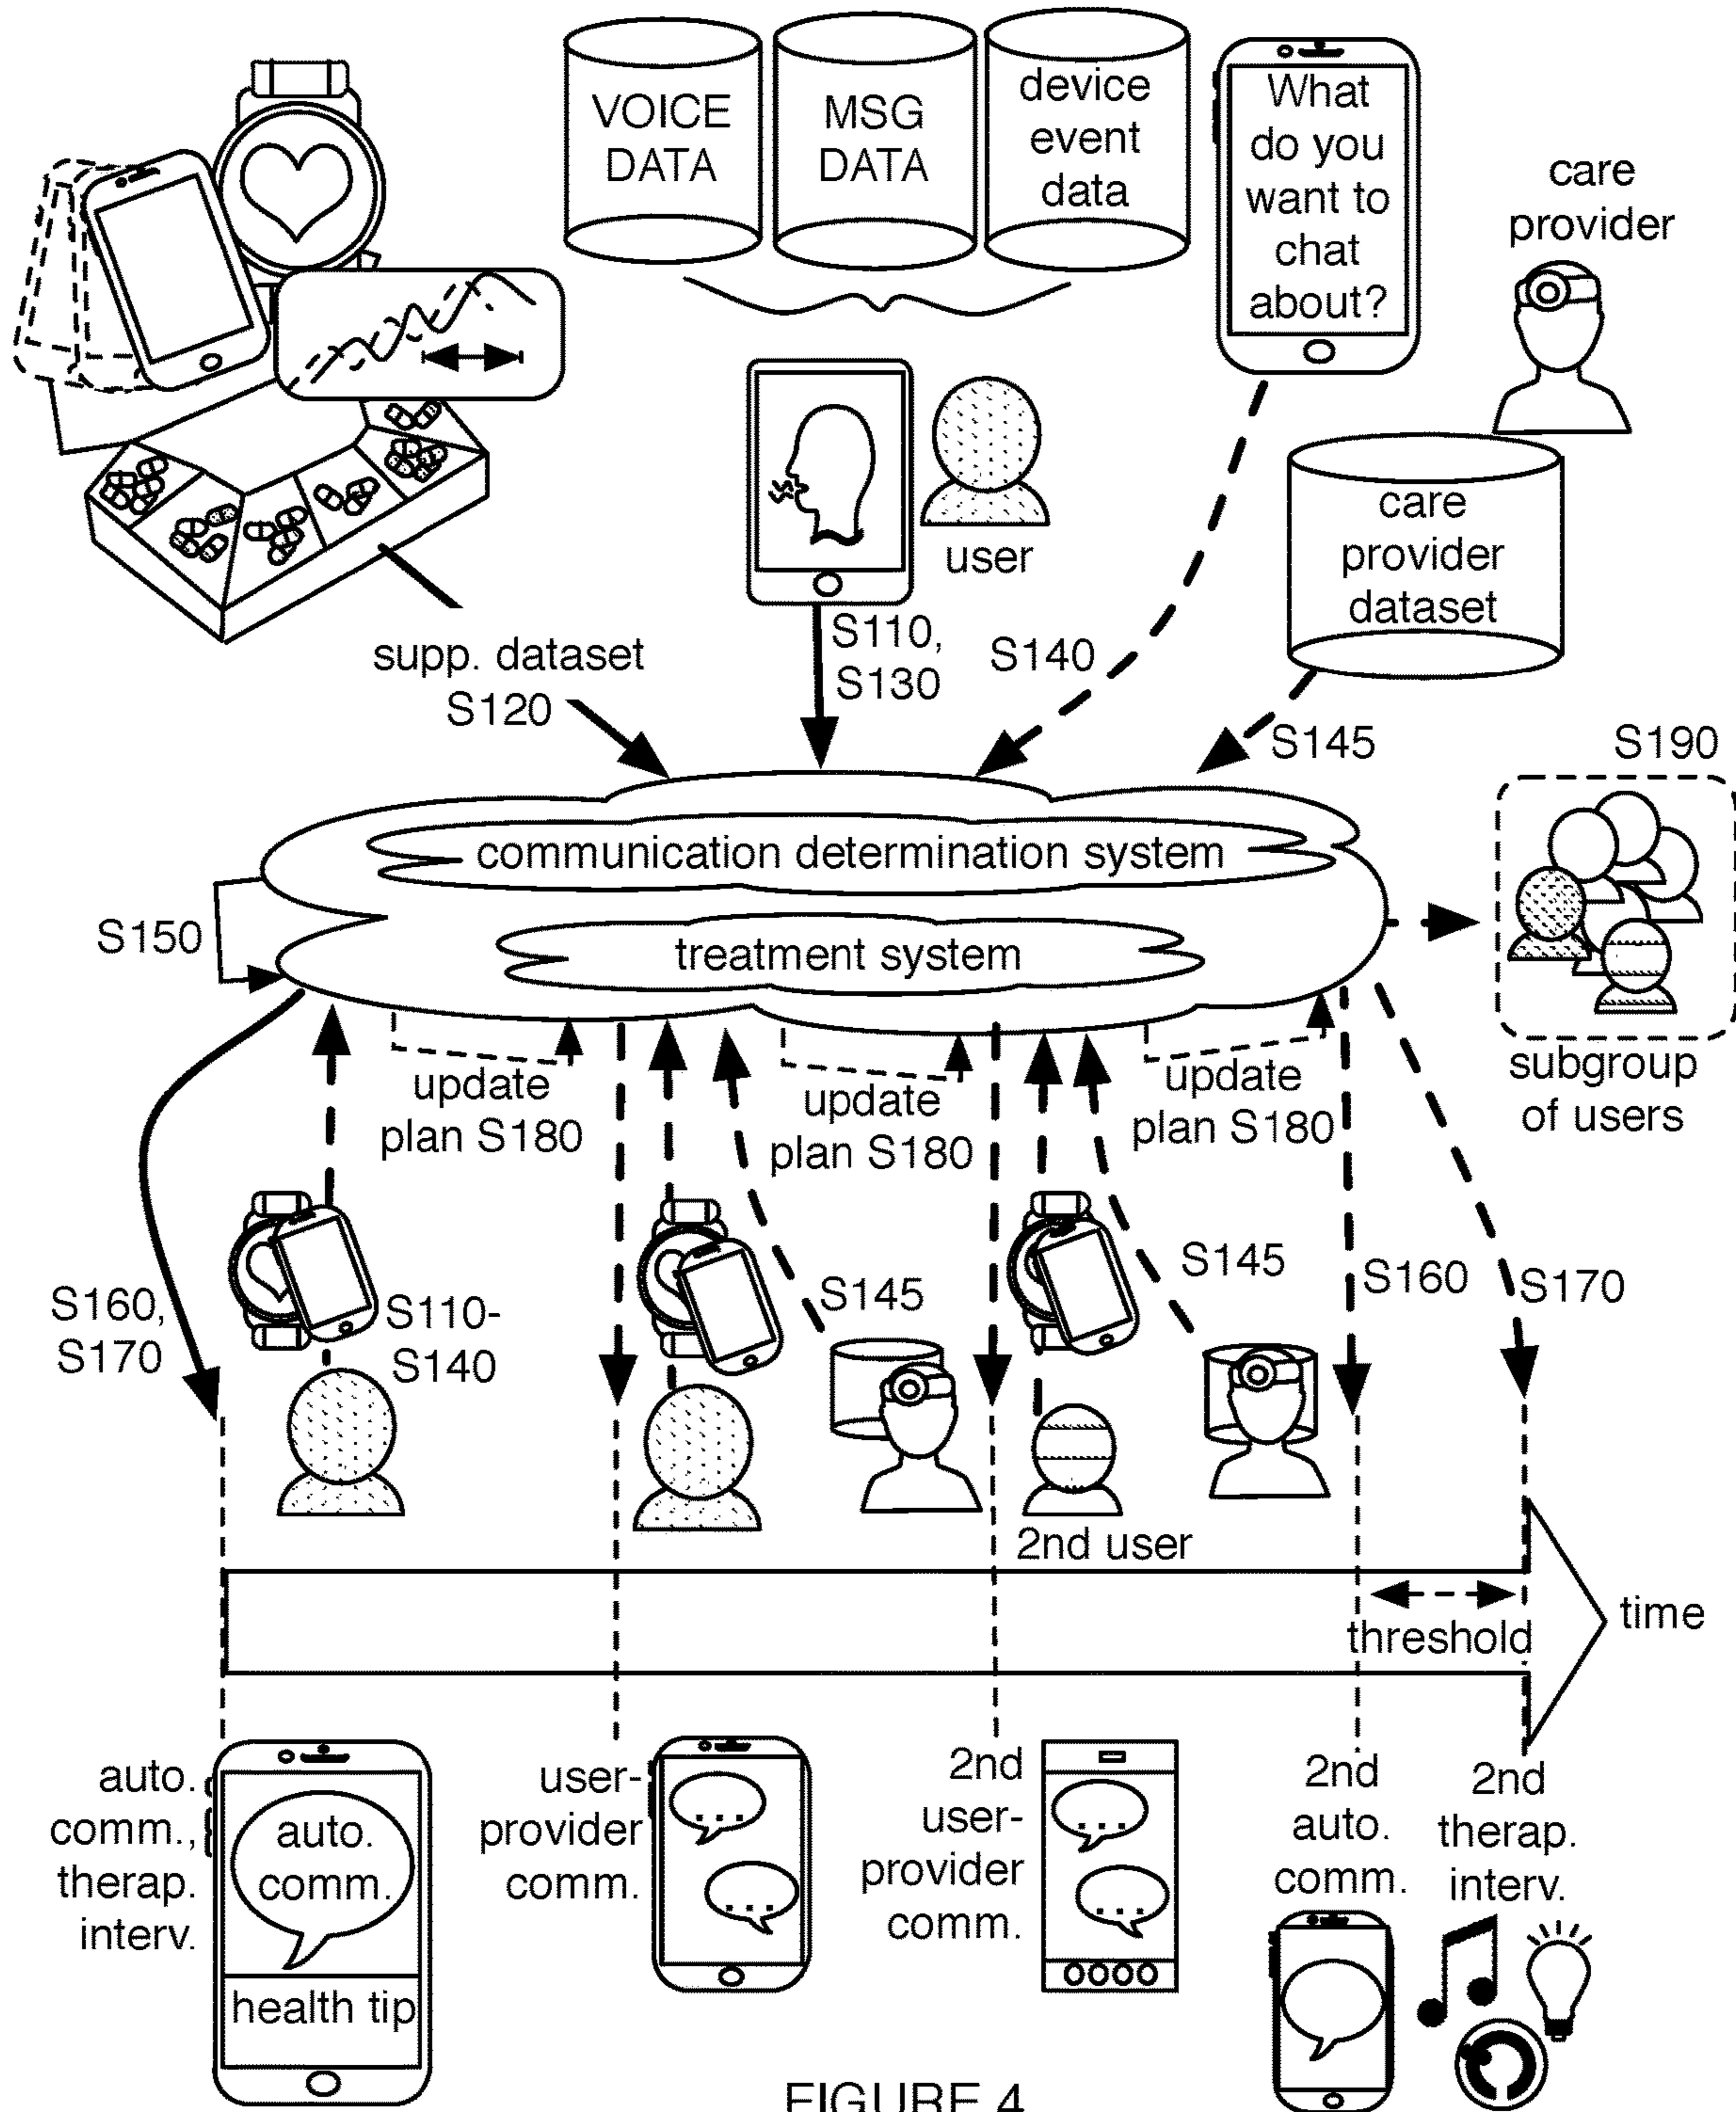 VOICE
DATA
MSG
DATA
device
event
data
What
do you
want to
chat
about?
care
provider
user
care
provider
dataset
supp. dataset
S120
S110,
S130
S140
S145
S190
communication determination system
treatment system
S150
subgroup
of users
update
plan S180
update
plan S180
update
plan S180
S160,
S170
S110-
S140
S145
S145
S160
S170
2nd user
threshold
time
auto.
comm.,
therap.
interv.
auto.
comm.
health tip
user-
provider
comm.
...
...
2nd
user-
provider
comm.
...
...
2nd
auto.
comm.
2nd
therap.
interv.
FIGURE 4